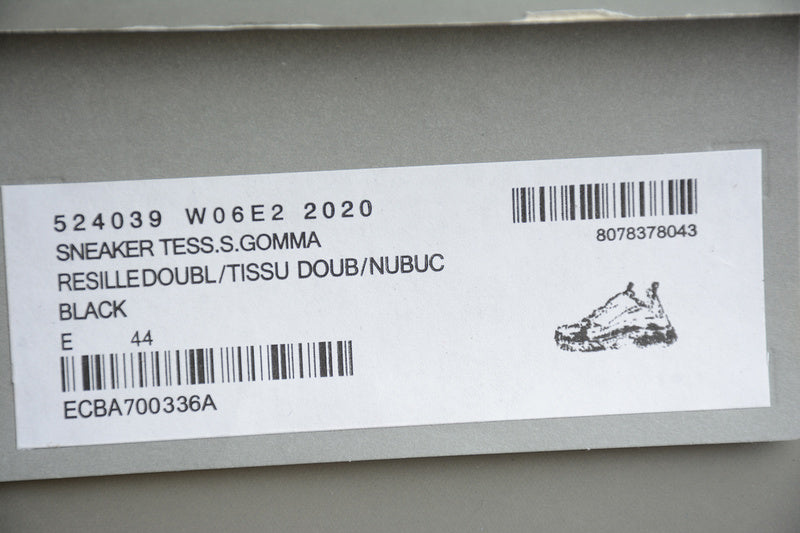 524039 W06E2 2020
SNEAKER TESS.S.GOMMA
RESILLEDOUBL/TISSU DOUB/NUBUC
BLACK
E 44
ECBA700336A
8078378043